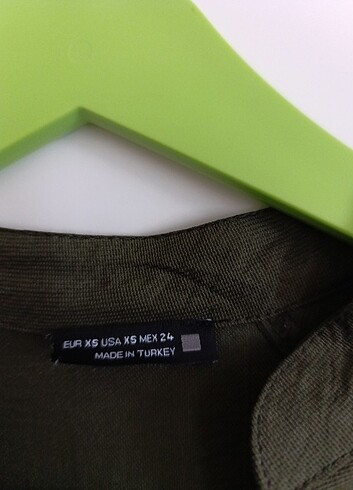 EUR XS USA XS MEX 24
MADE IN TURKEY